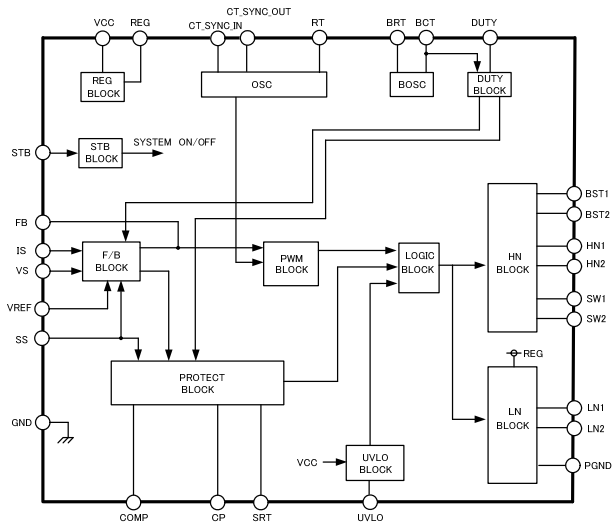 VCC
REG
CT_SYNC_IN
CT_SYNC_OUT
RT
BRT
BCT
DUTY
REG
BLOCK
OSC
BOSC
DUTY
BLOCK
STB
STB
BLOCK
SYSTEM ON/OFF
FB
IS
VS
VREF
SS
GND
F/B
BLOCK
PWM
BLOCK
LOGIC
BLOCK
HN
BLOCK
BST1
BST2
HN1
HN2
SW1
SW2
PROTECT
BLOCK
REG
LN
BLOCK
LN1
LN2
PGND
VCC
UVLO
BLOCK
COMP
CP
SRT
UVLO